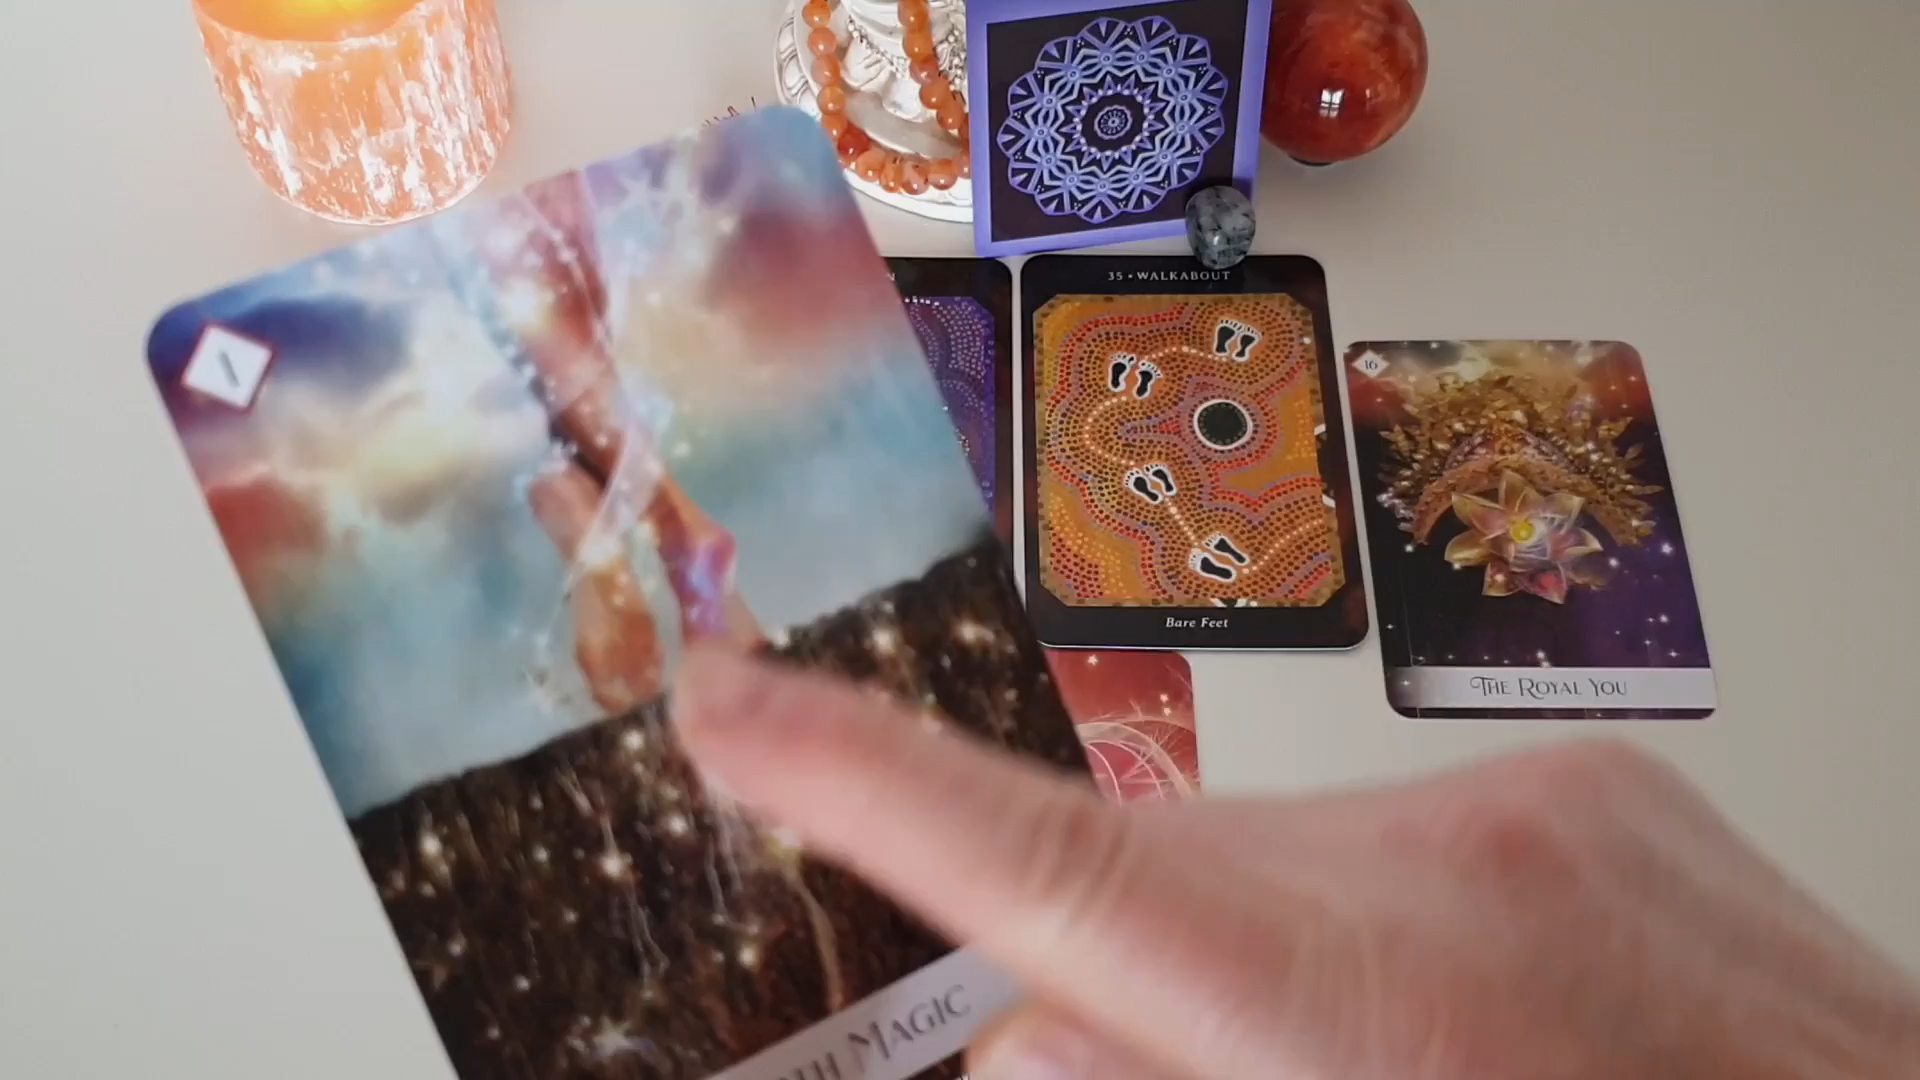 35 • WALKABOUT
16
Bare Feet
THE ROYAL YOU
MAGIC